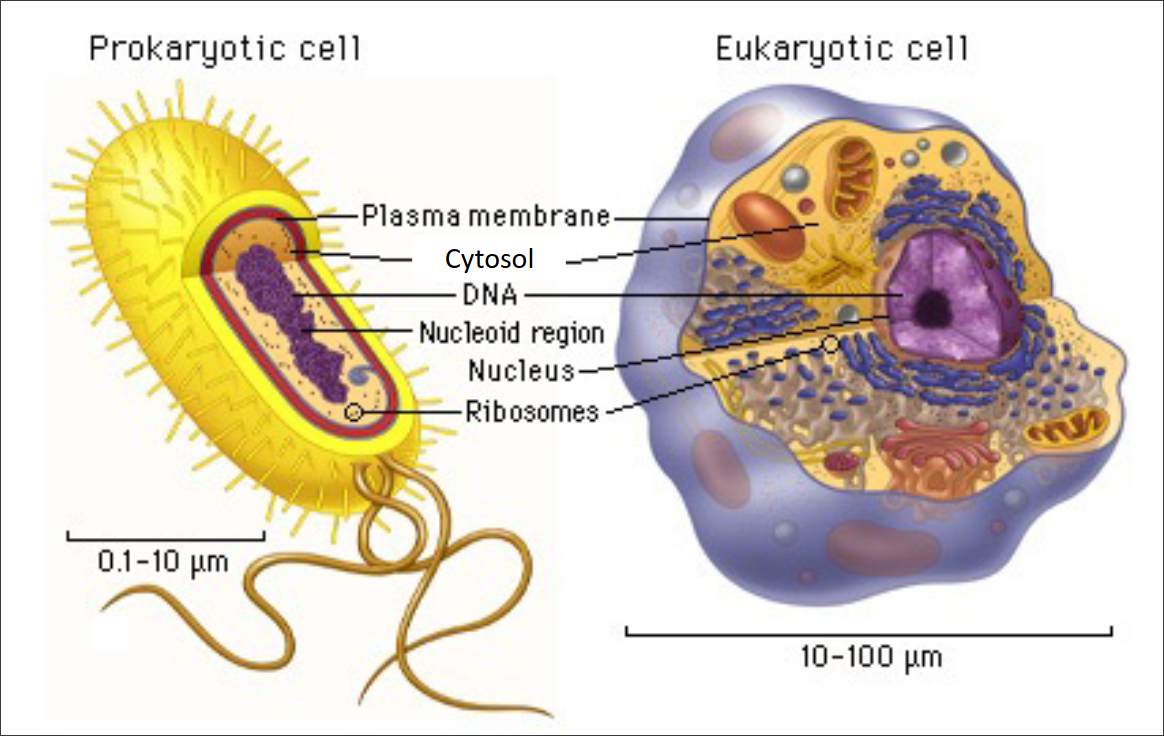 Prokaryotic cell
Eukaryotic cell
Plasma membrane
Cytosol
DNA
Nucleoid region
Nucleus
Ribosomes
0.1–10 µm
10–100 µm